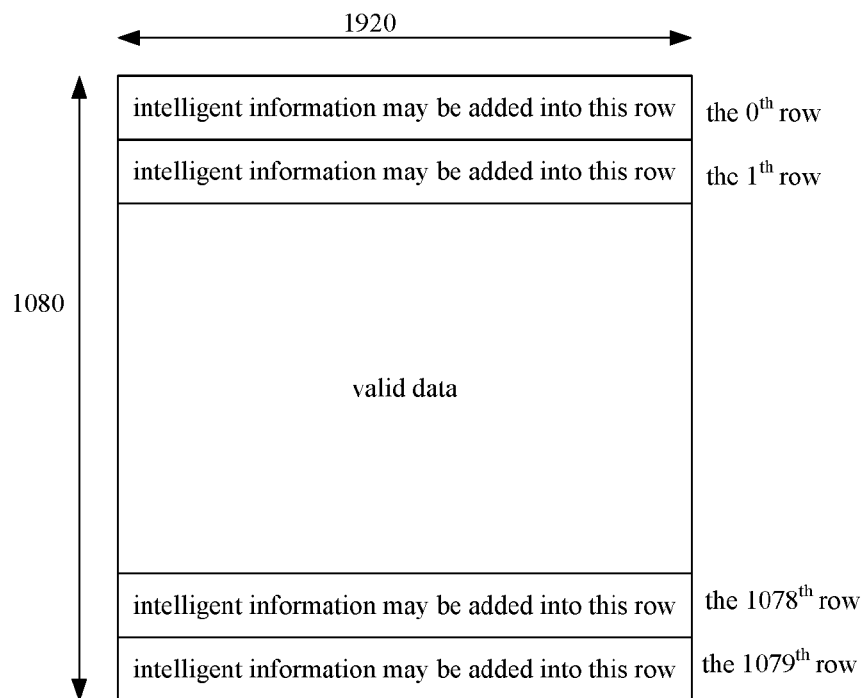 1920
intelligent information may be added into this row the 0th row
intelligent information may be added into this row the 1th row
1080
valid data
intelligent information may be added into this row the 1078th row
intelligent information may be added into this row the 1079th row